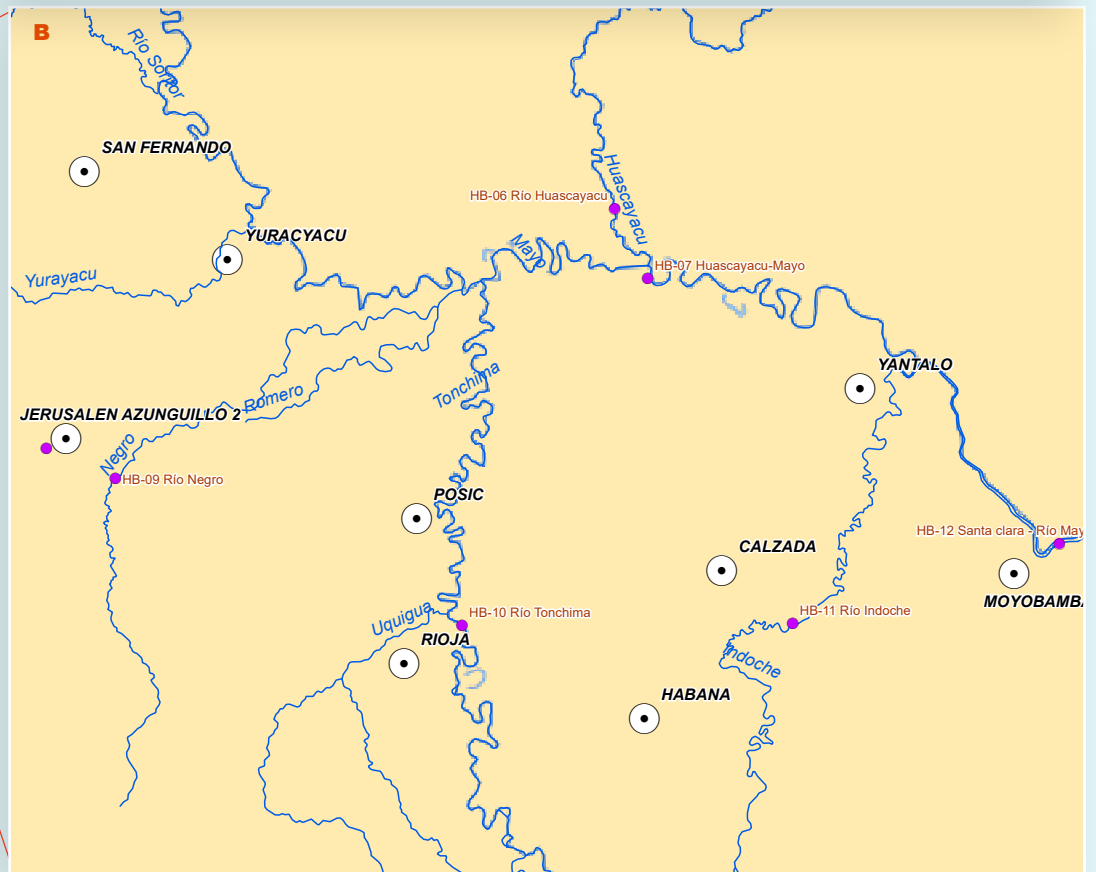 B
Río Sontor
SAN FERNANDO
Huascayacu
HB-06 Río Huascayacu
YURACYACU
Mayo
HB-07 Huascayacu-Mayo
Yurayacu
YANTALO
Tonchima
Romero
JERUSALEN AZUNGUILLO 2
Negro
HB-09 Río Negro
POSIC
HB-12 Santa clara - Río May
CALZADA
MOYOBAMBA
HB-10 Río Tonchima
HB-11 Río Indoche
Uquigua
RIOJA
Indoche
HABANA